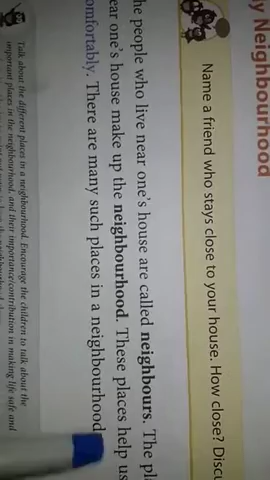 y Neighbourhood
Name a friend who stays close to your house. How close? Discu
he people who live near one's house are called neighbours. The pl
ear one's house make up the neighbourhood. These places help us
omfortably. There are many such places in a neighbourhood
Talk about the different places in a neighbourhood. Encourage the children to talk about the
important places in the neighbourhood, and their importance/contribution in making life safe and